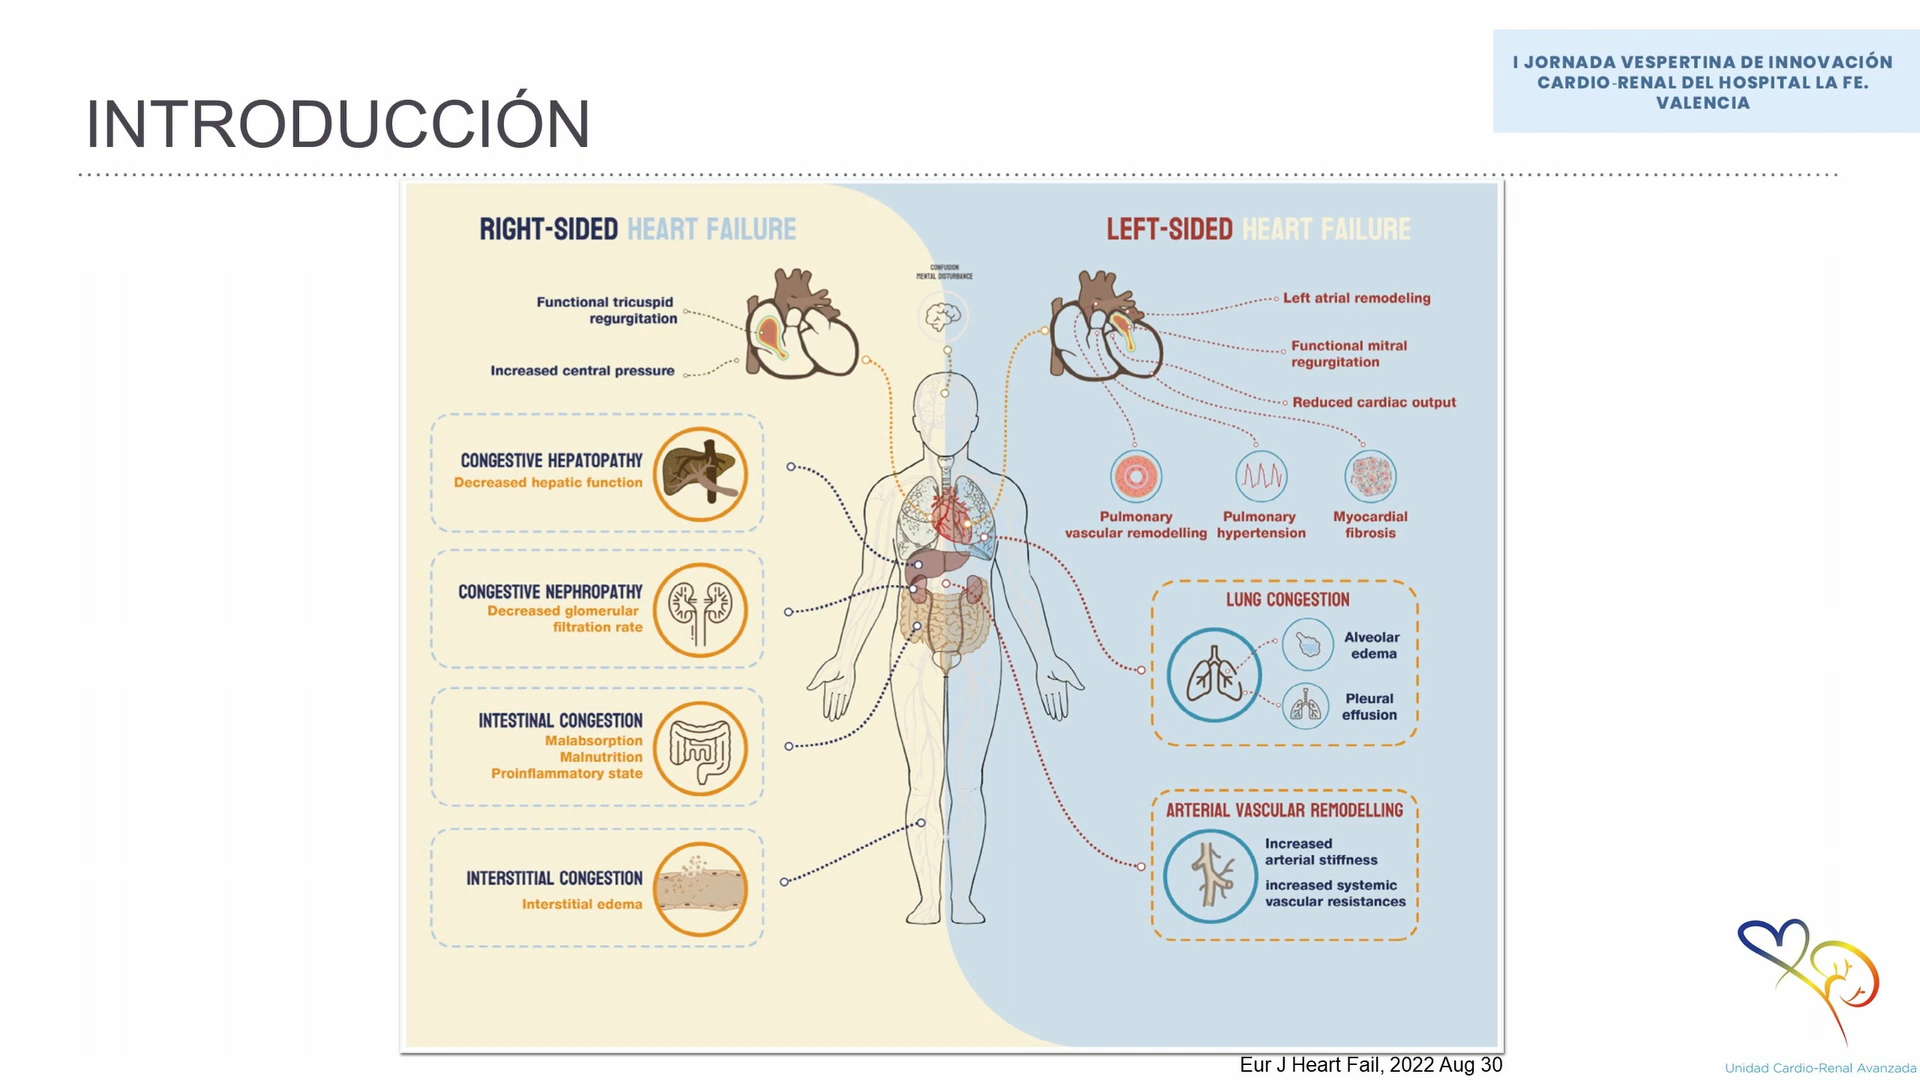 I JORNADA VESPERTINA DE INNOVACIÓN
CARDIO-RENAL DEL HOSPITAL LA FE.
VALENCIA
INTRODUCCIÓN
RIGHT-SIDED HEART FAILURE
Functional tricuspid
regurgitation
Increased central pressure
CONGESTIVE HEPATOPATHY
Decreased hepatic function
CONGESTIVE NEPHROPATHY
Decreased glomerular
filtration rate
INTESTINAL CONGESTION
Malabsorption
Malnutrition
Proinflammatory state
INTERSTITIAL CONGESTION
Interstitial edema
CONFUSION
MENTAL DISTURBANCE
LEFT-SIDED HEART FAILURE
Left atrial remodeling
Functional mitral
regurgitation
Reduced cardiac output
Pulmonary
vascular remodelling
Pulmonary
hypertension
Myocardial
fibrosis
LUNG CONGESTION
Alveolar
edema
Pleural
effusion
ARTERIAL VASCULAR REMODELLING
Increased
arterial stiffness
increased systemic
vascular resistances
Eur J Heart Fail, 2022 Aug 30
Unidad Cardio-Renal Avanzada